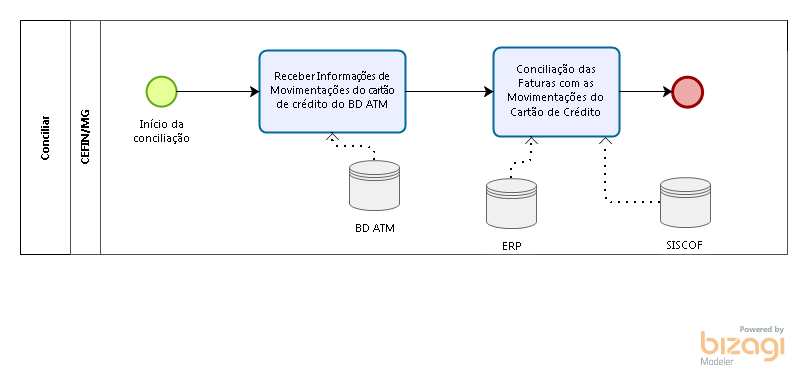 Conciliar
CEFIN/MG
Início da
conciliação
Receber Informações de
Movimentações do cartão
de crédito do BD ATM
Conciliação das
Faturas com as
Movimentações do
Cartão de Crédito
BD ATM
ERP
SISCOF
Powered by
bizagi
Modeler